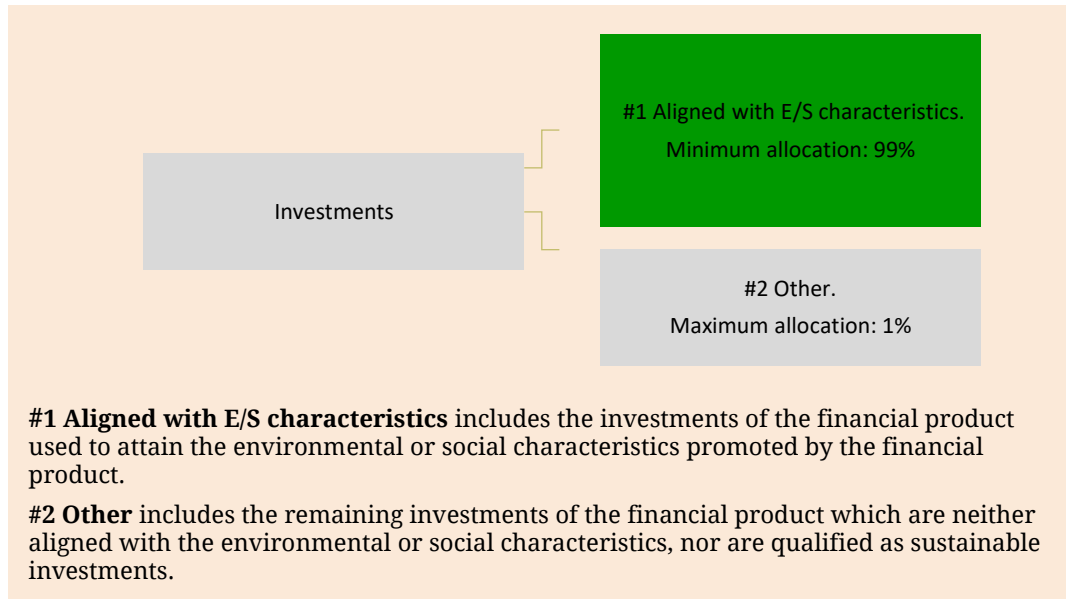 #1 Aligned with E/S characteristics.
Minimum allocation: 99%
Investments
#2 Other.
Maximum allocation: 1%
#1 Aligned with E/S characteristics includes the investments of the financial product
used to attain the environmental or social characteristics promoted by the financial
product.
#2 Other includes the remaining investments of the financial product which are neither
aligned with the environmental or social characteristics, nor are qualified as sustainable
investments.